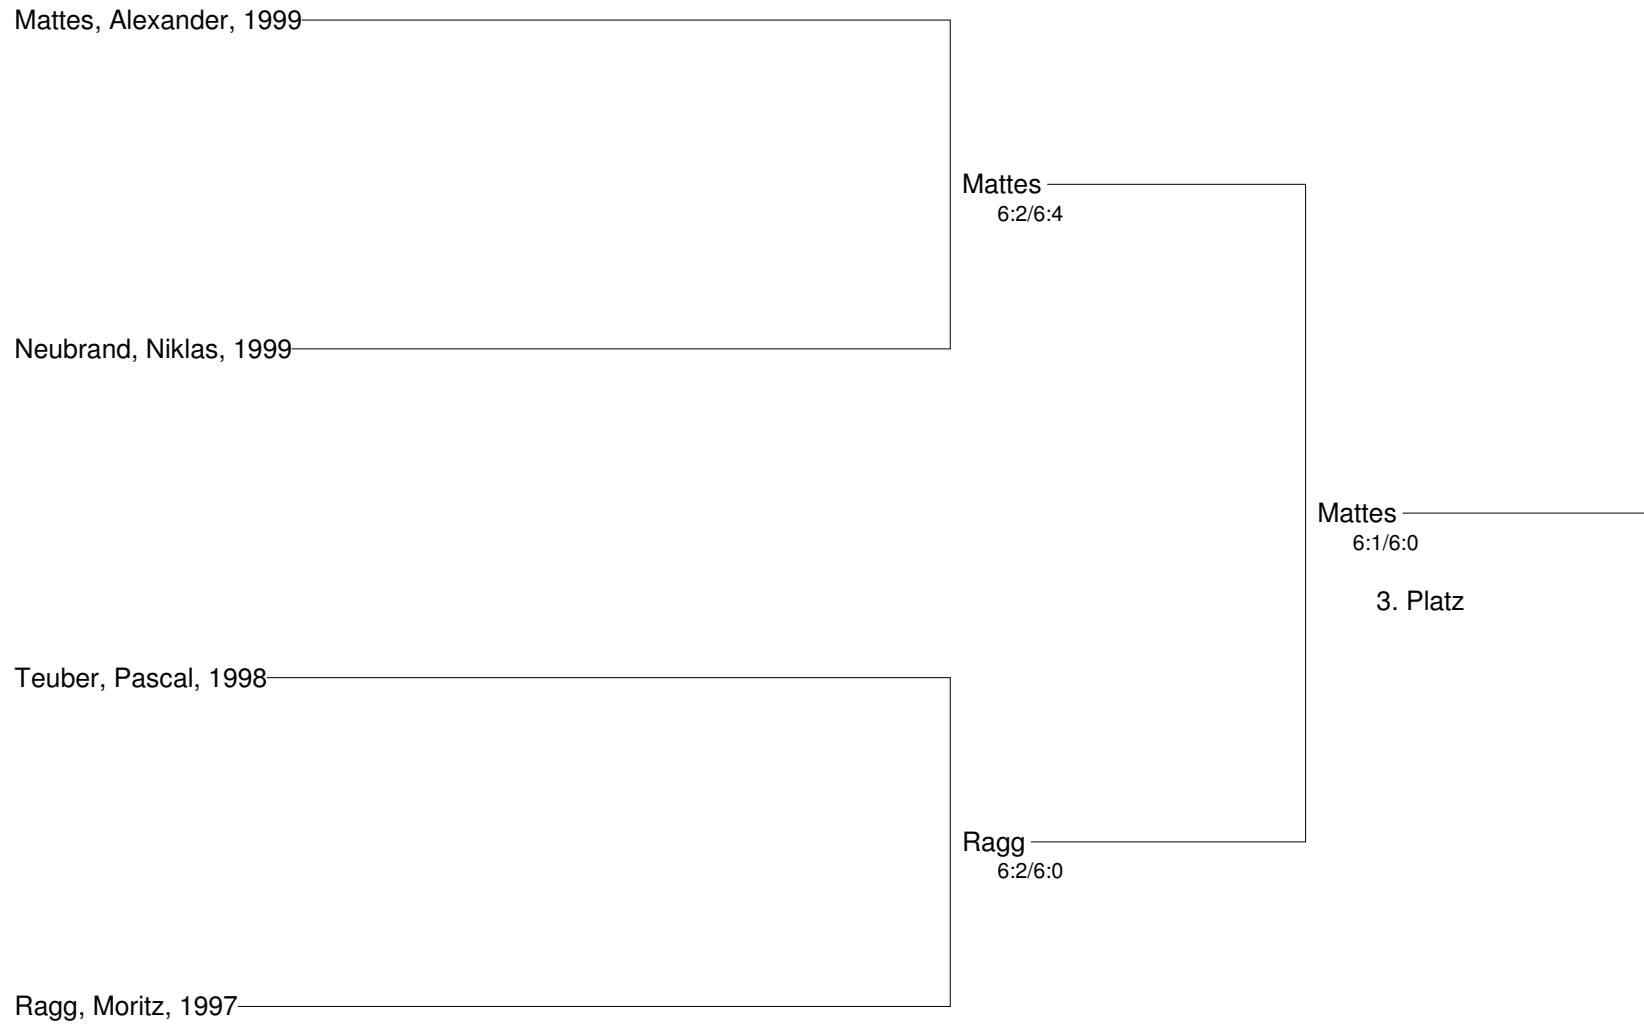 Mattes, Alexander, 1999
Mattes
6:2/6:4
Neubrand, Niklas, 1999
Mattes
6:1/6:0
3. Platz
Teuber, Pascal, 1998
Ragg
6:2/6:0
Ragg, Moritz, 1997